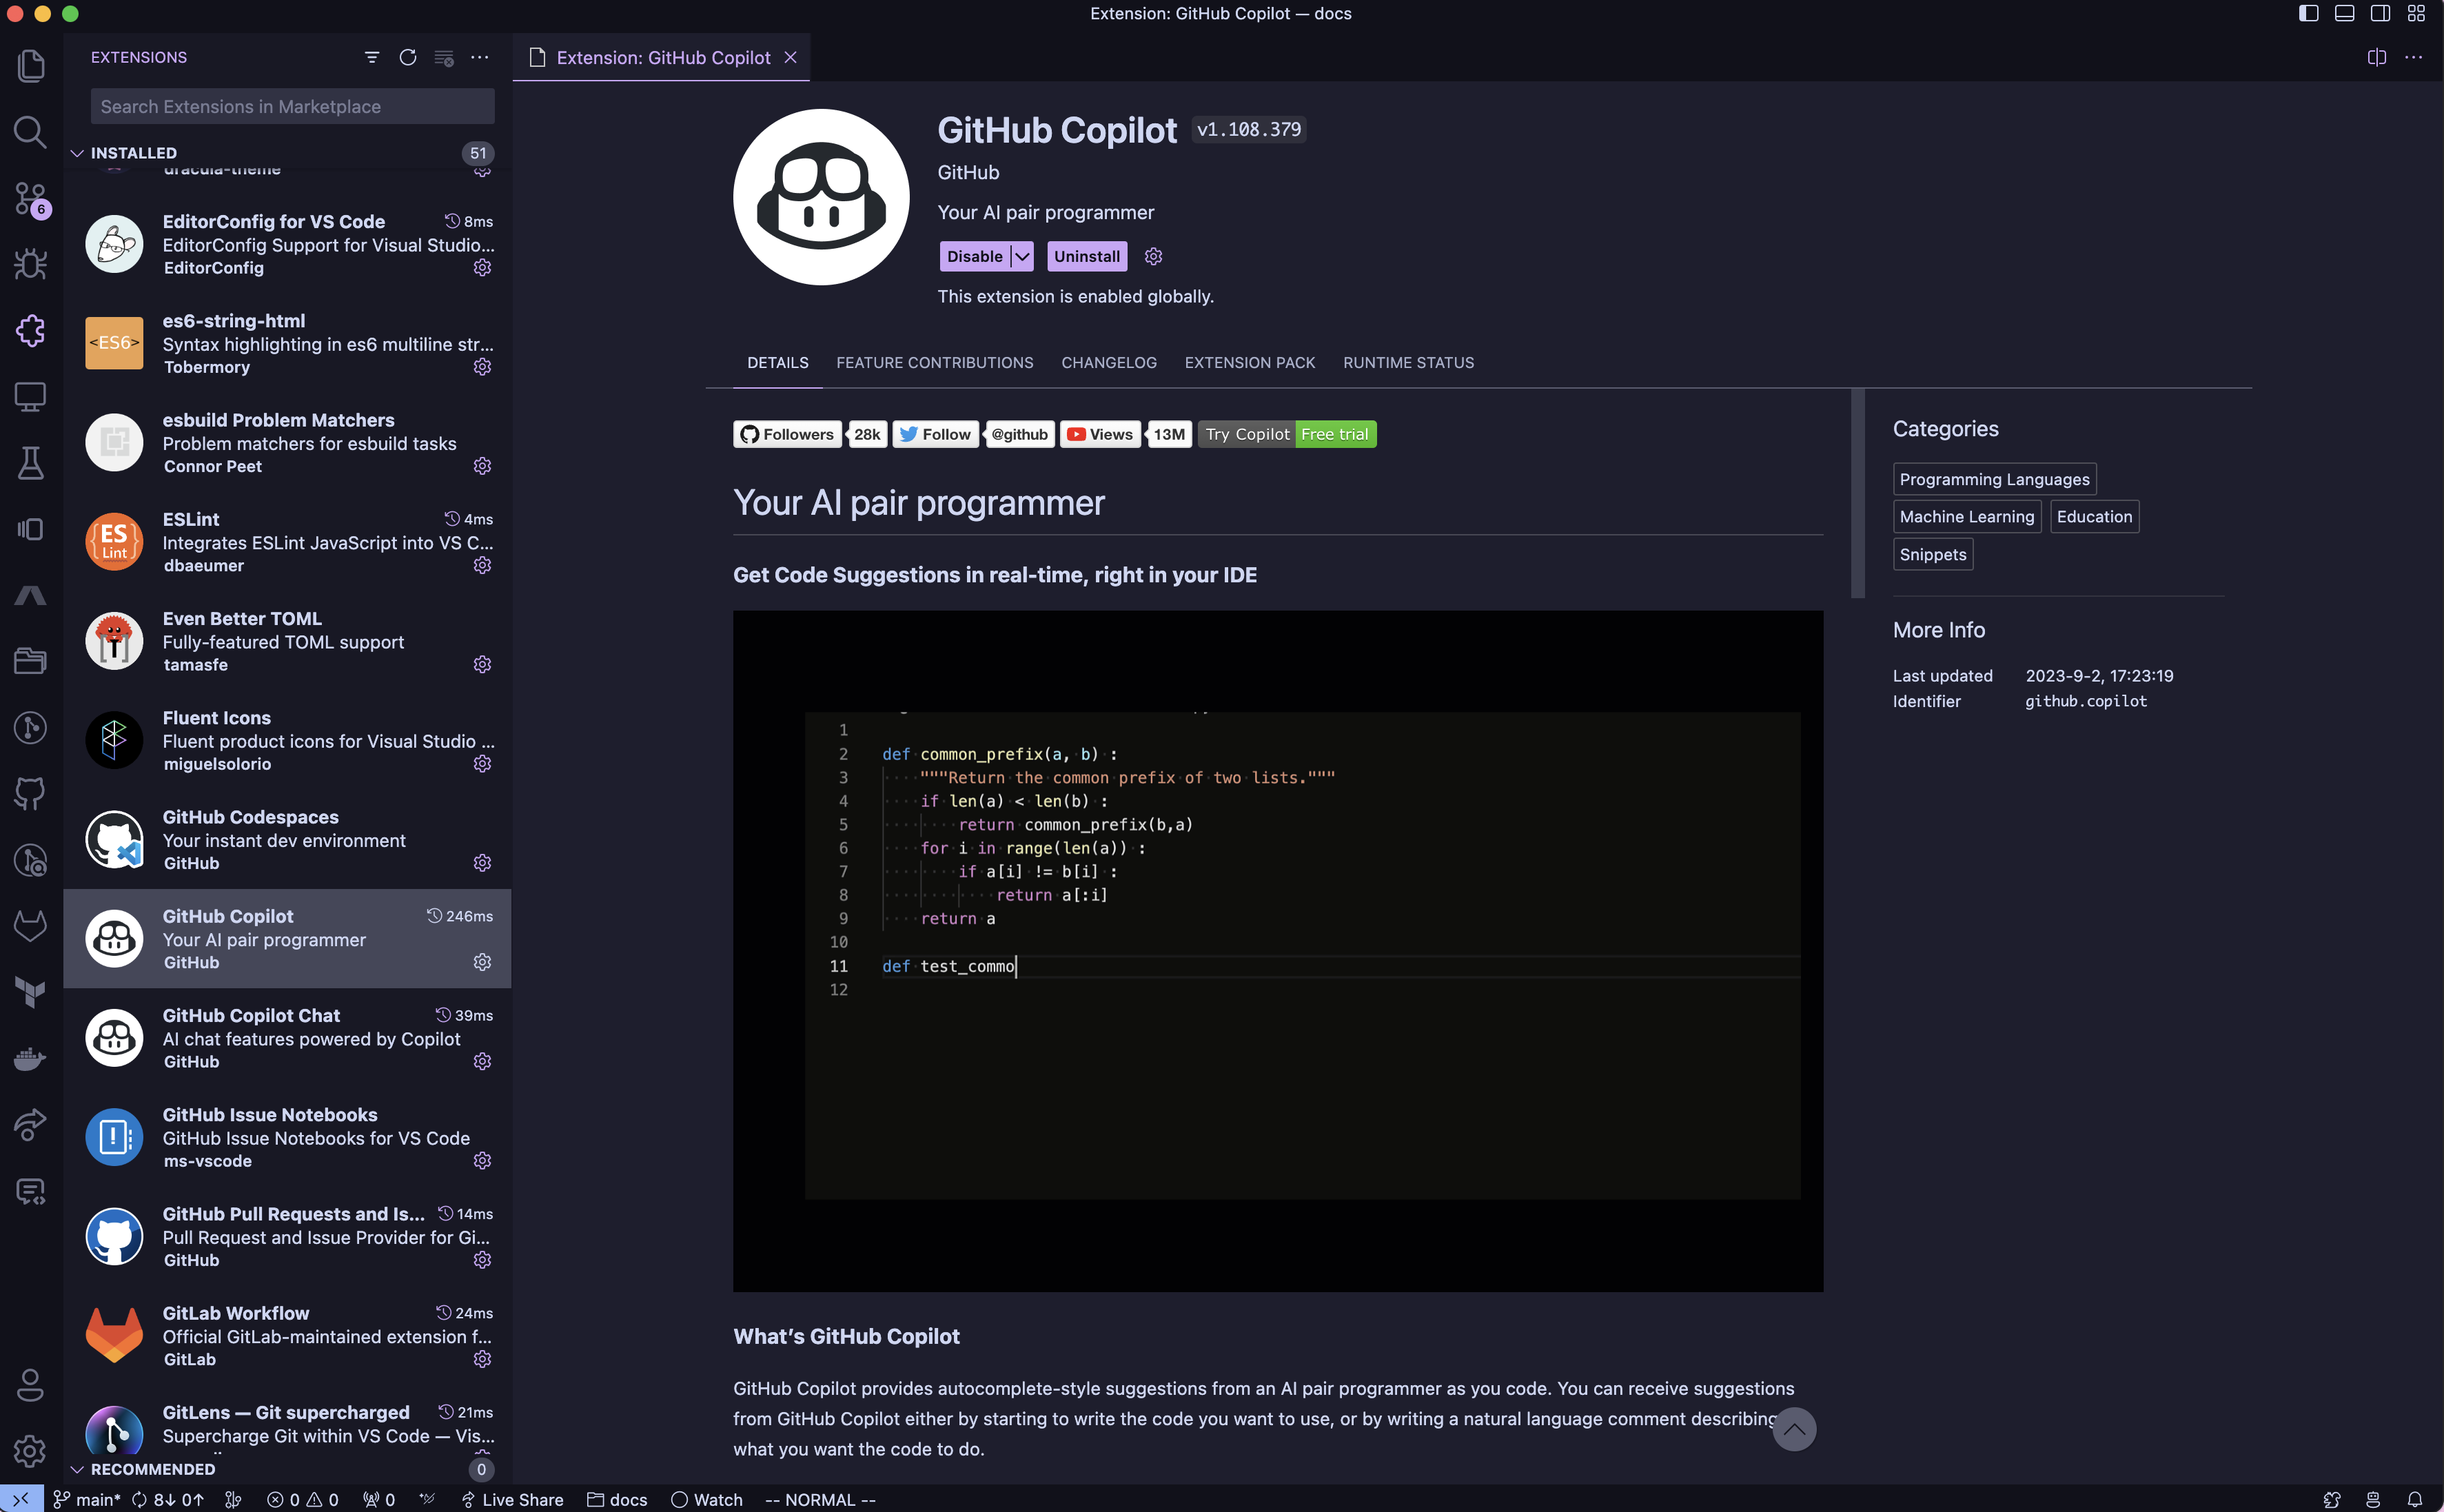 Extension: GitHub Copilot — docs
EXTENSIONS
Search Extensions in Marketplace
INSTALLED 51
dracula-theme
EditorConfig for VS Code 8ms
EditorConfig Support for Visual Studio...
EditorConfig
<ES6>
es6-string-html
Syntax highlighting in es6 multiline str...
Tobermory
esbuild Problem Matchers
Problem matchers for esbuild tasks
Connor Peet
ES
Lint
ESLint 4ms
Integrates ESLint JavaScript into VS C...
dbaeumer
Even Better TOML
Fully-featured TOML support
tamasfe
Fluent Icons
Fluent product icons for Visual Studio ...
miguelsolorio
GitHub Codespaces
Your instant dev environment
GitHub
GitHub Copilot 246ms
Your AI pair programmer
GitHub
GitHub Copilot Chat 39ms
AI chat features powered by Copilot
GitHub
GitHub Issue Notebooks
GitHub Issue Notebooks for VS Code
ms-vscode
GitHub Pull Requests and Is... 14ms
Pull Request and Issue Provider for Gi...
GitHub
GitLab Workflow 24ms
Official GitLab-maintained extension f...
GitLab
GitLens — Git supercharged 21ms
Supercharge Git within VS Code — Vis...
RECOMMENDED 0
6
Extension: GitHub Copilot
GitHub Copilot v1.108.379
GitHub
Your AI pair programmer
Disable Uninstall
This extension is enabled globally.
DETAILS FEATURE CONTRIBUTIONS CHANGELOG EXTENSION PACK RUNTIME STATUS
Followers 28k Follow @github Views 13M Try Copilot Free trial
Your AI pair programmer
Get Code Suggestions in real-time, right in your IDE
1
2 def common_prefix(a, b) :
3 """Return the common prefix of two lists."""
4 if len(a) < len(b) :
5 return common_prefix(b,a)
6 for i in range(len(a)) :
7 if a[i] != b[i] :
8 return a[:i]
9 return a
10
11 def test_commo
12
What's GitHub Copilot
GitHub Copilot provides autocomplete-style suggestions from an AI pair programmer as you code. You can receive suggestions
from GitHub Copilot either by starting to write the code you want to use, or by writing a natural language comment describing
what you want the code to do.
Categories
Programming Languages
Machine Learning Education
Snippets
More Info
Last updated 2023-9-2, 17:23:19
Identifier github.copilot
main* 8↓ 0↑ 0 0 0 Live Share docs Watch -- NORMAL --